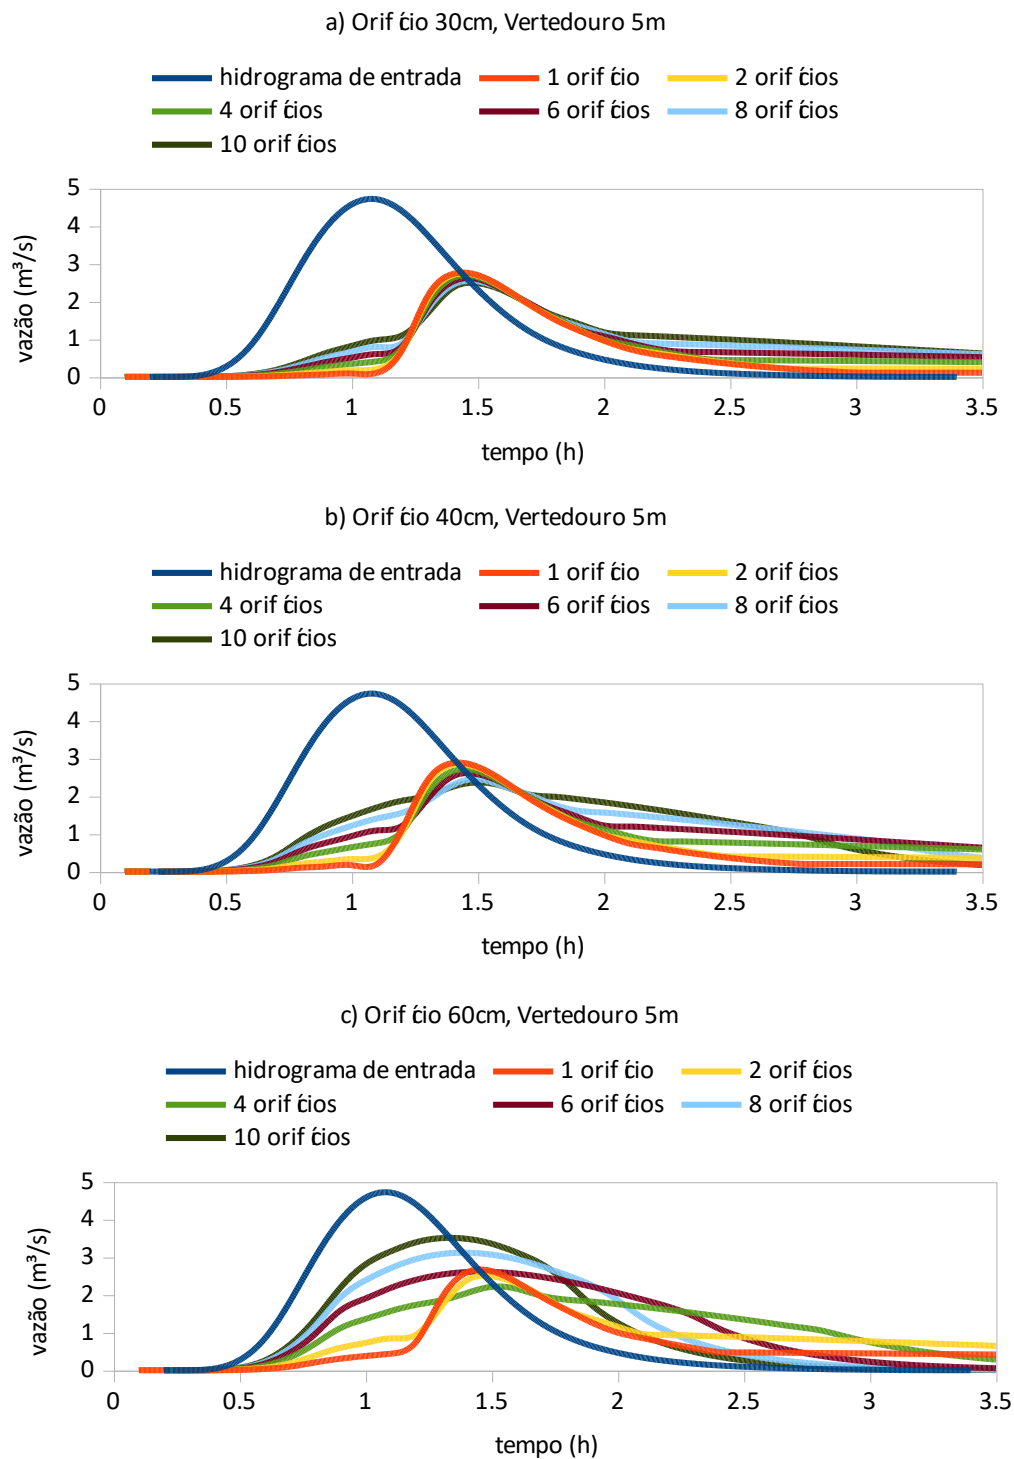 a) Orifício 30cm, Vertedouro 5m
hidrograma de entrada 1 orifício 2 orifícios
4 orifícios 6 orifícios 8 orifícios
10 orifícios
5
4
3
2
1
0
vazão (m³/s)
0 0.5 1 1.5 2 2.5 3 3.5
tempo (h)
b) Orifício 40cm, Vertedouro 5m
hidrograma de entrada 1 orifício 2 orifícios
4 orifícios 6 orifícios 8 orifícios
10 orifícios
5
4
3
2
1
0
vazão (m³/s)
0 0.5 1 1.5 2 2.5 3 3.5
tempo (h)
c) Orifício 60cm, Vertedouro 5m
hidrograma de entrada 1 orifício 2 orifícios
4 orifícios 6 orifícios 8 orifícios
10 orifícios
5
4
3
2
1
0
vazão (m³/s)
0 0.5 1 1.5 2 2.5 3 3.5
tempo (h)